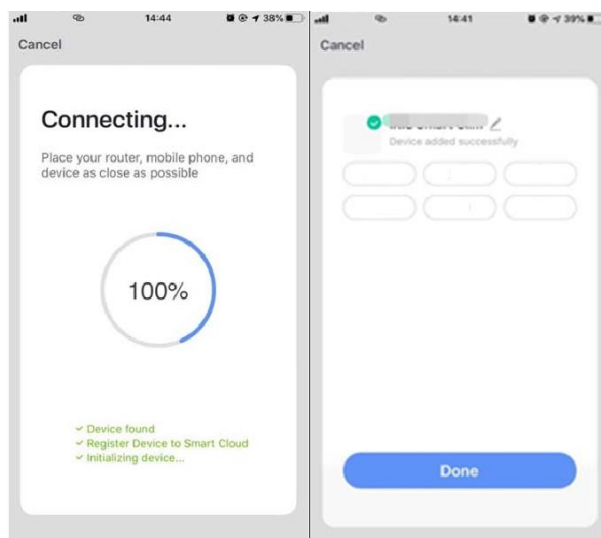 14:44
38%
Cancel
Connecting...
Place your router, mobile phone, and
device as close as possible
100%
✓ Device found
✓ Register Device to Smart Cloud
✓ Initializing device...
14:41
39%
Cancel
Device added successfully
Done